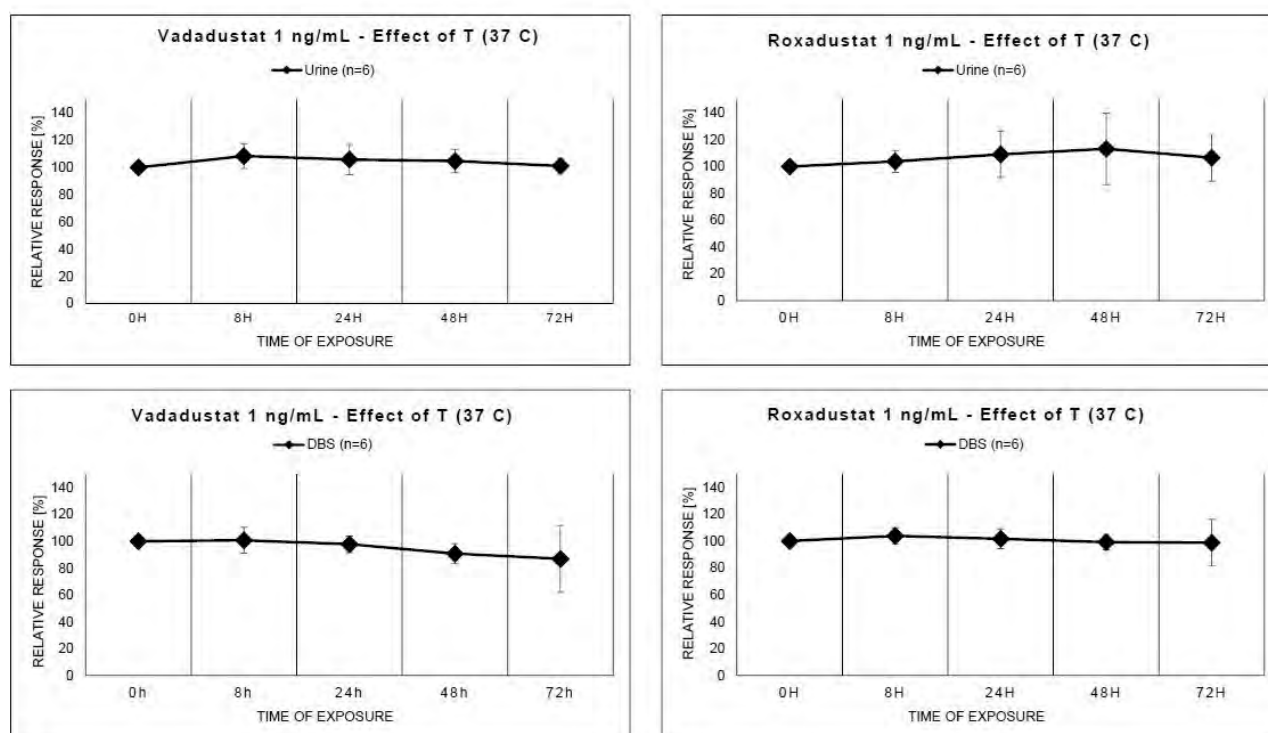 Vadadustat 1 ng/mL - Effect of T (37 C)
Urine (n=6)
RELATIVE RESPONSE [%]
140
120
100
80
60
40
20
0
0H 8H 24H 48H 72H
TIME OF EXPOSURE
Roxadustat 1 ng/mL - Effect of T (37 C)
Urine (n=6)
RELATIVE RESPONSE [%]
140
120
100
80
60
40
20
0
0H 8H 24H 48H 72H
TIME OF EXPOSURE
Vadadustat 1 ng/mL - Effect of T (37 C)
DBS (n=6)
RELATIVE RESPONSE [%]
140
120
100
80
60
40
20
0
0h 8h 24h 48h 72h
TIME OF EXPOSURE
Roxadustat 1 ng/mL - Effect of T (37 C)
DBS (n=6)
RELATIVE RESPONSE [%]
140
120
100
80
60
40
20
0
0H 8H 24H 48H 72H
TIME OF EXPOSURE